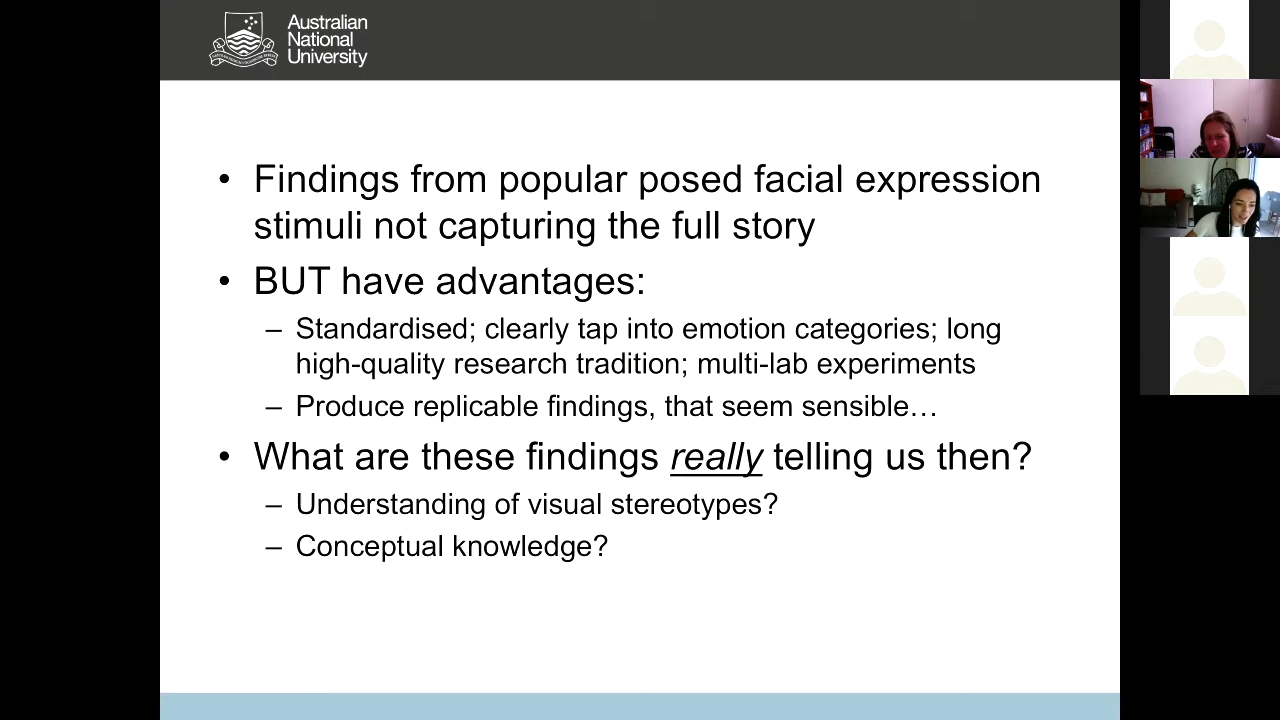 Australian
National
University
• Findings from popular posed facial expression
stimuli not capturing the full story
• BUT have advantages:
– Standardised; clearly tap into emotion categories; long
high-quality research tradition; multi-lab experiments
– Produce replicable findings, that seem sensible…
• What are these findings really telling us then?
– Understanding of visual stereotypes?
– Conceptual knowledge?